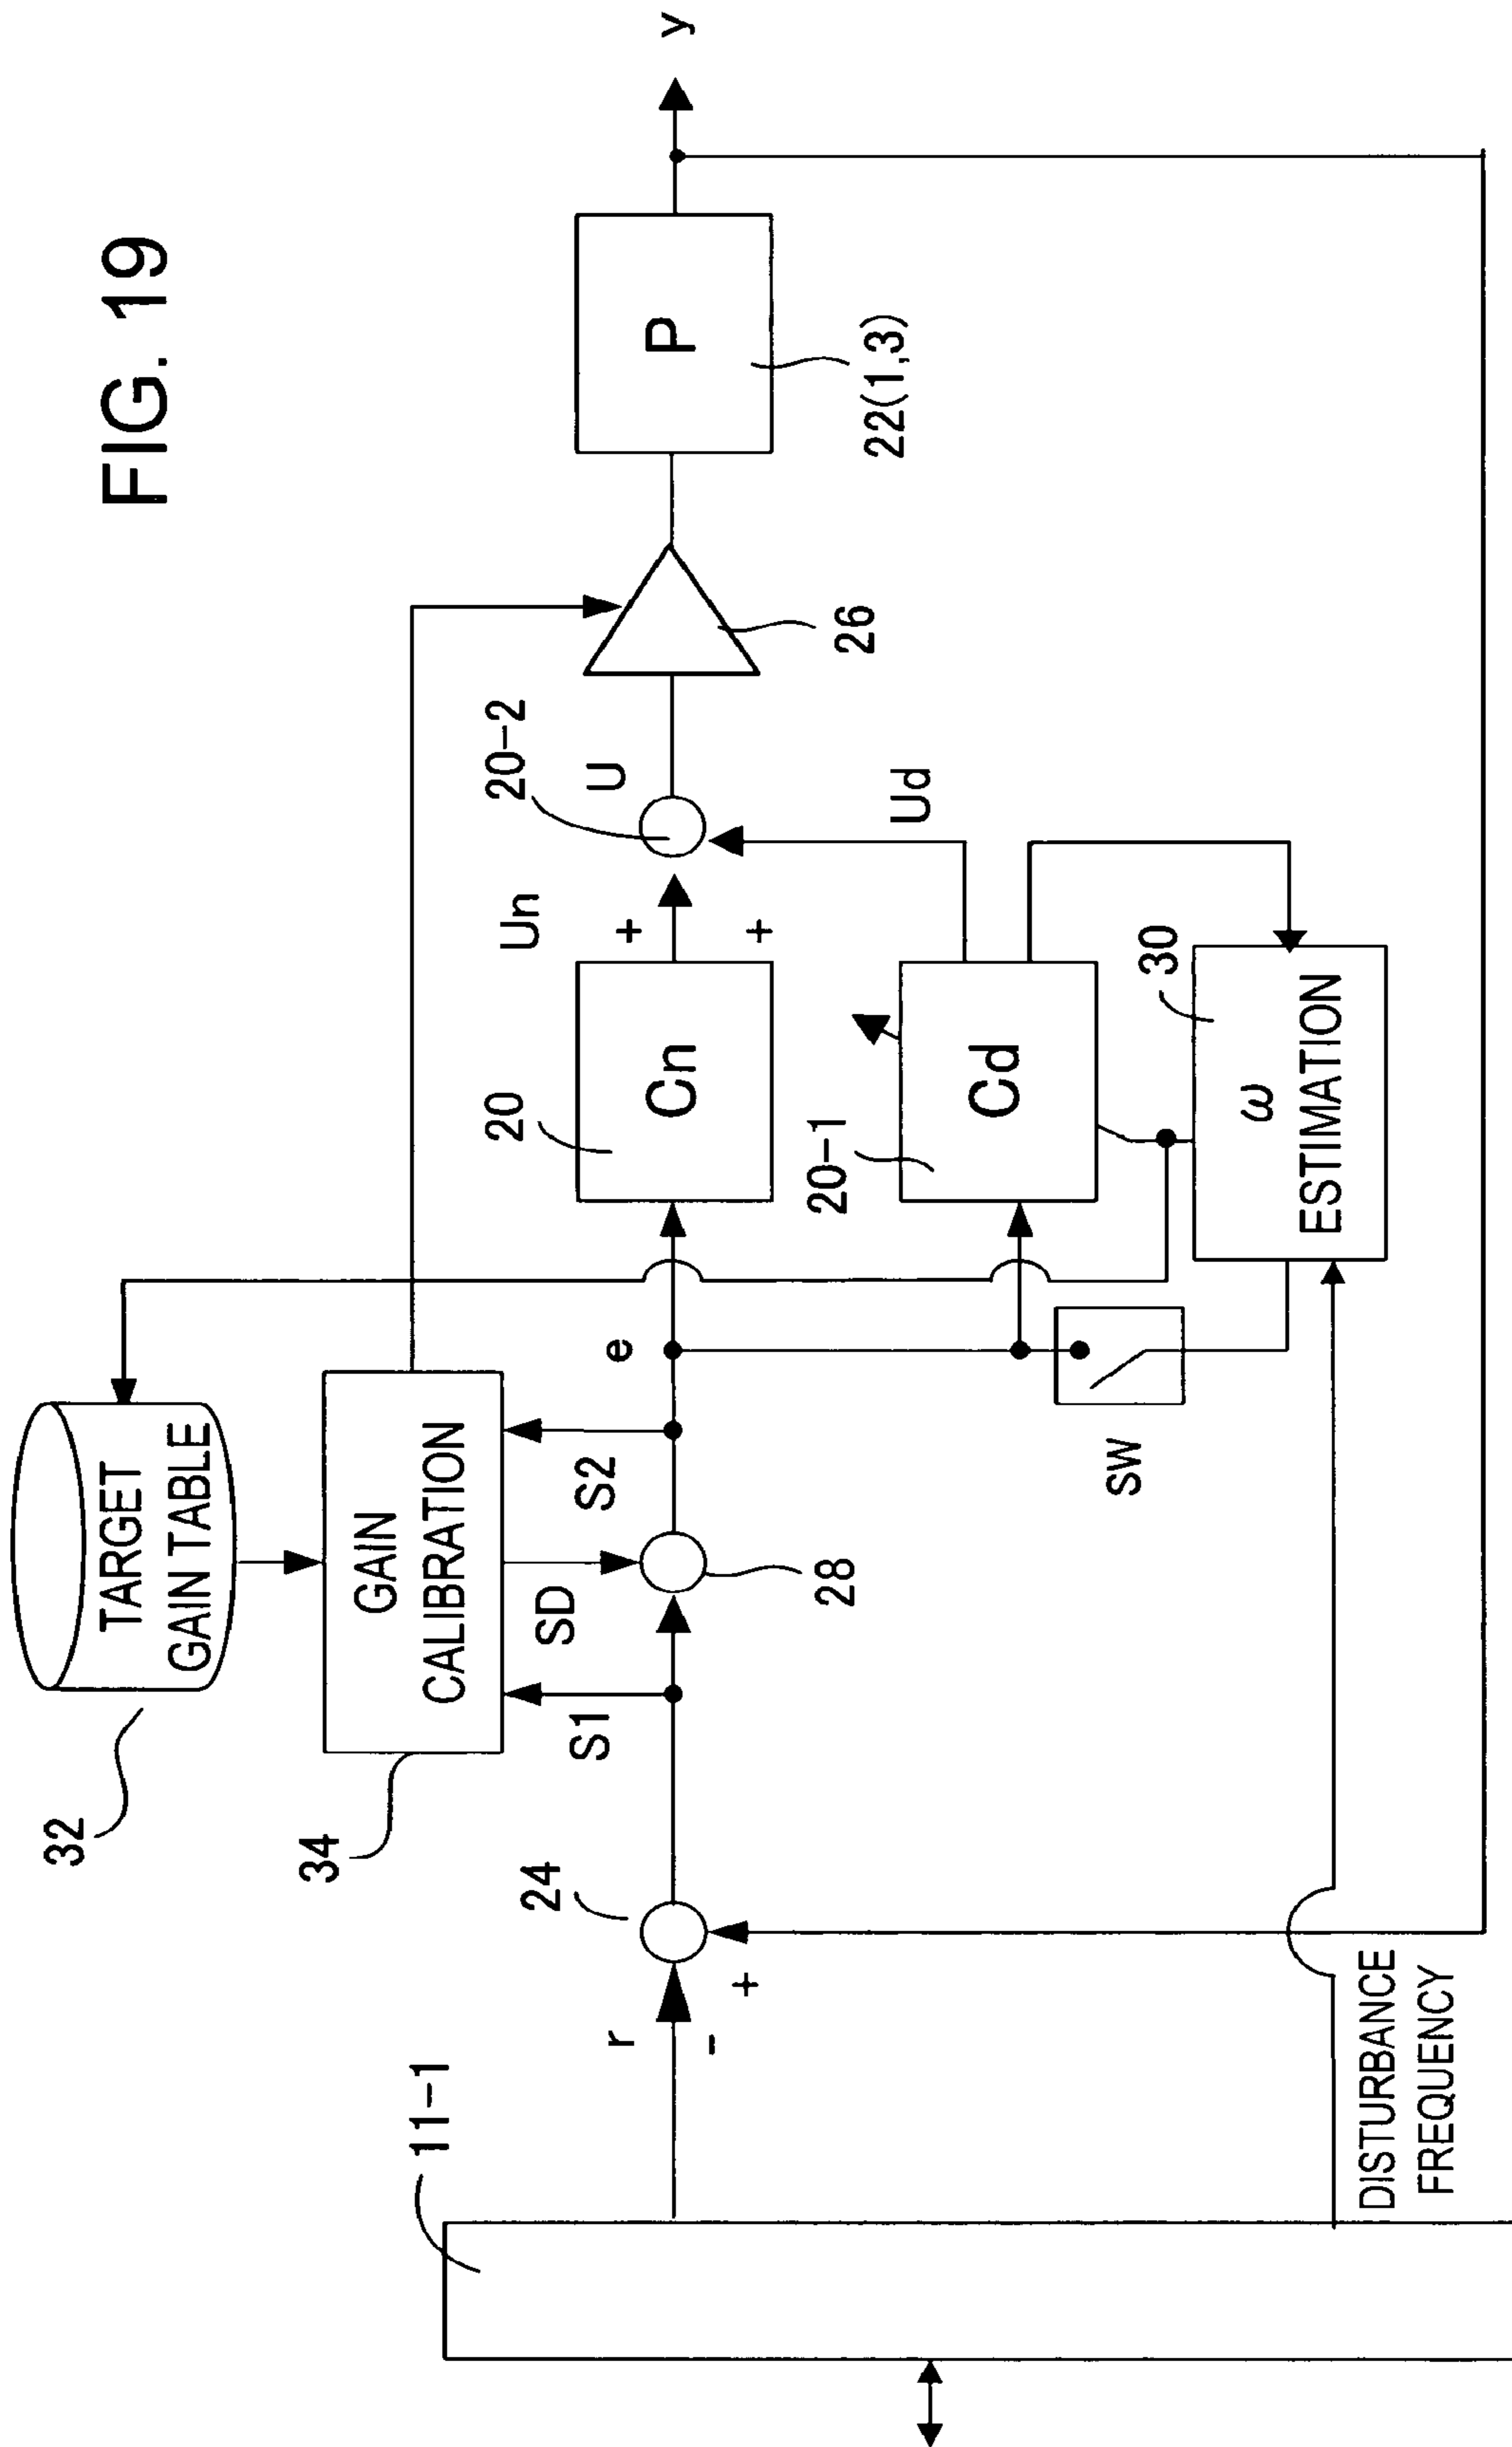 FIG. 19
32
TARGET
GAIN TABLE
34
GAIN
CALIBRATION
S1
SD
S2
11-1
r
-
+
24
28
e
20
Cn
Un
+
+
20-2
U
26
P
22(1,3)
y
SW
20-1
Cd
Ud
30
ω
ESTIMATION
DISTURBANCE
FREQUENCY